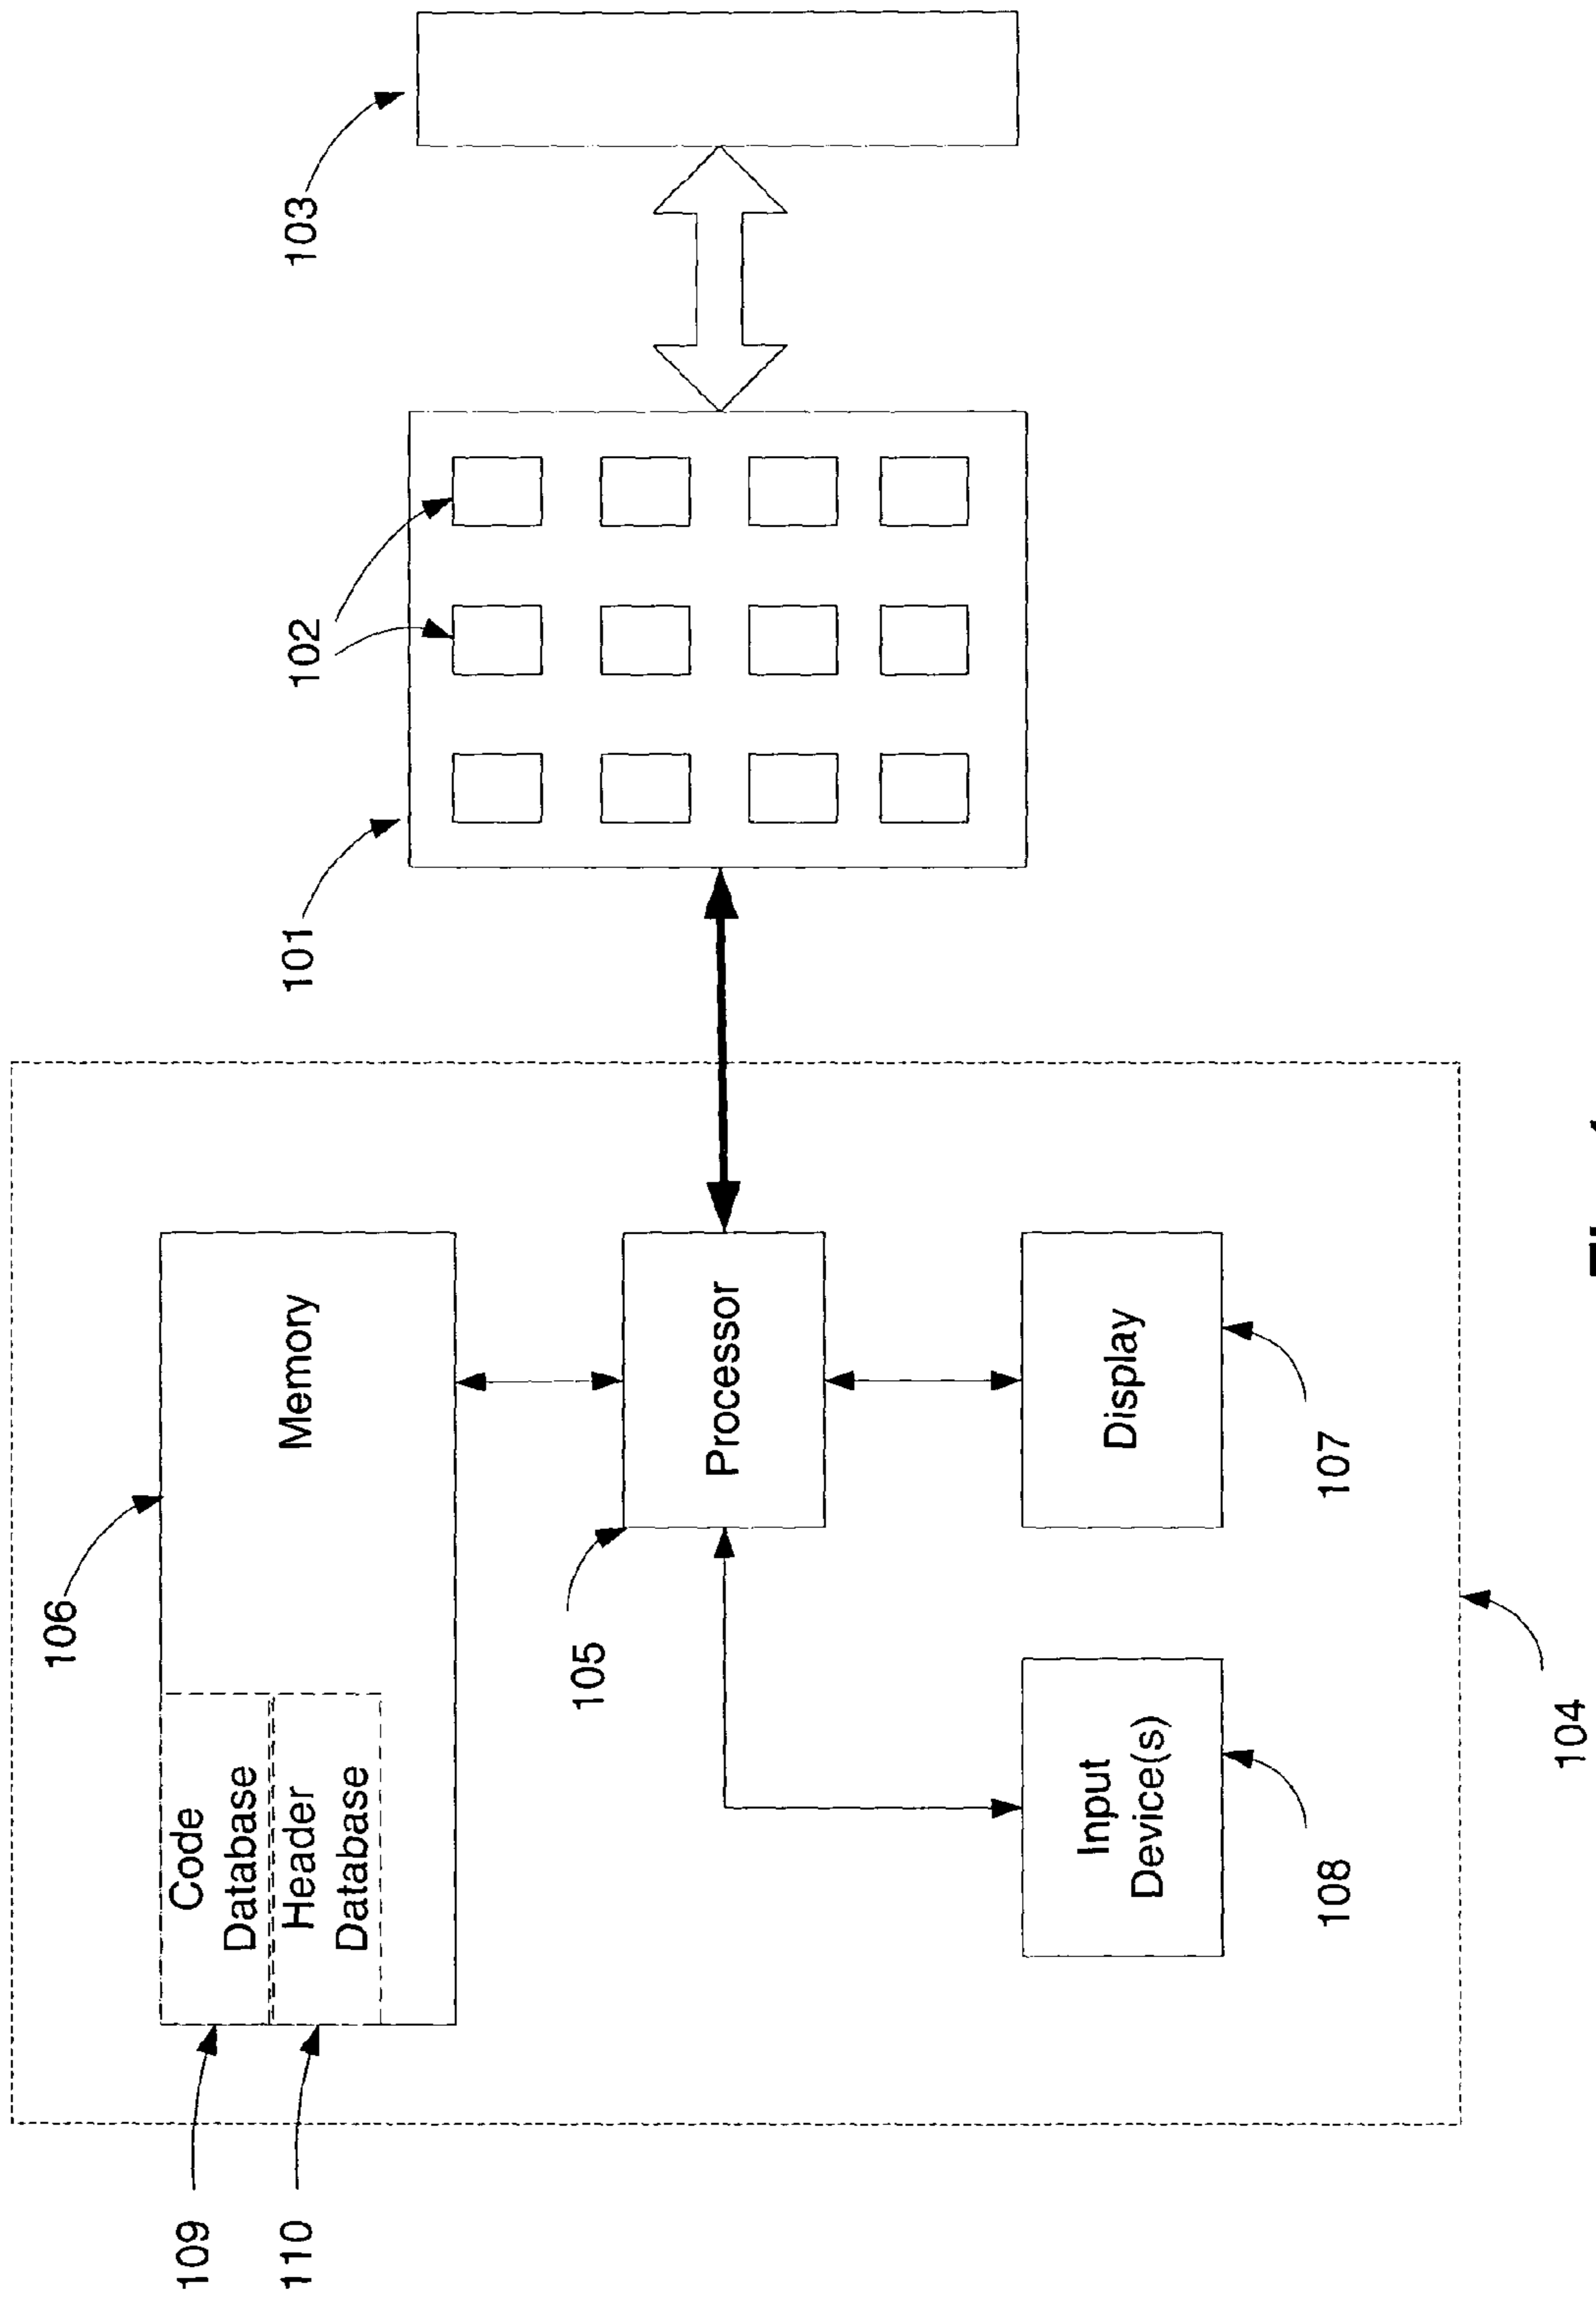 109
110
Code
Database
Header
Database
106
Memory
105
Processor
Input
Device(s)
108
Display
107
104
101
102
103